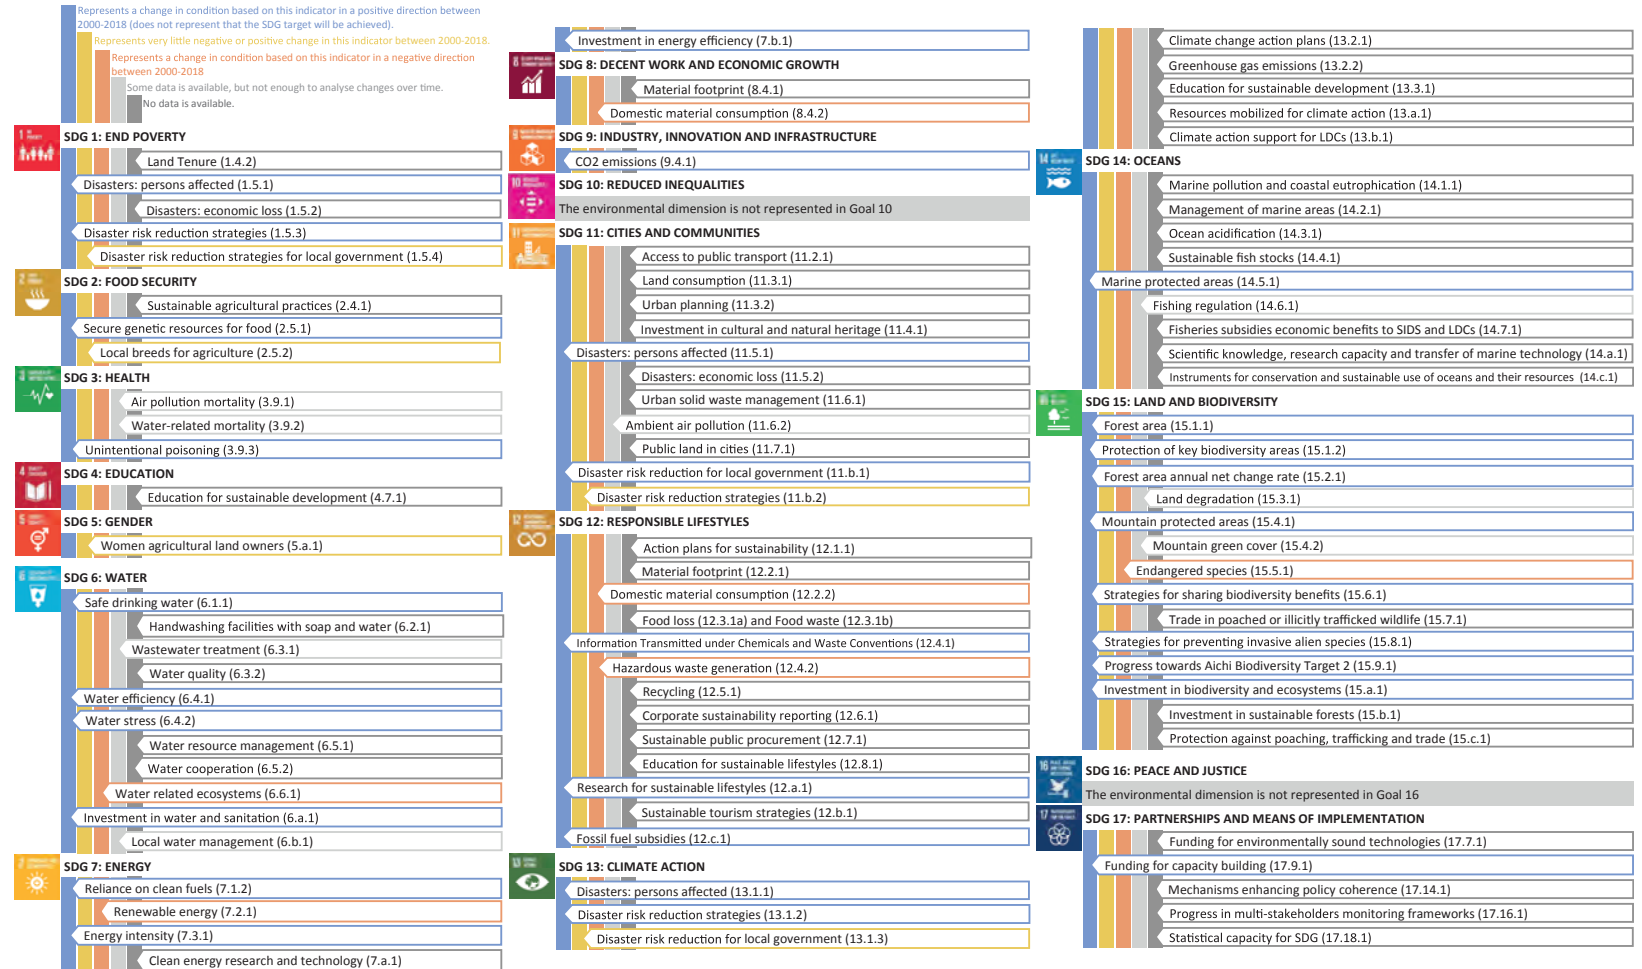 Represents a change in condition based on this indicator in a positive direction between
2000-2018 (does not represent that the SDG target will be achieved).
Represents very little negative or positive change in this indicator between 2000-2018.
Represents a change in condition based on this indicator in a negative direction
between 2000-2018
Some data is available, but not enough to analyse changes over time.
No data is available.
1
SDG 1: END POVERTY
Land Tenure (1.4.2)
Disasters: persons affected (1.5.1)
Disasters: economic loss (1.5.2)
Disaster risk reduction strategies (1.5.3)
Disaster risk reduction strategies for local government (1.5.4)
SDG 2: FOOD SECURITY
Sustainable agricultural practices (2.4.1)
Secure genetic resources for food (2.5.1)
Local breeds for agriculture (2.5.2)
SDG 3: HEALTH
Air pollution mortality (3.9.1)
Water-related mortality (3.9.2)
Unintentional poisoning (3.9.3)
4
SDG 4: EDUCATION
Education for sustainable development (4.7.1)
SDG 5: GENDER
Women agricultural land owners (5.a.1)
SDG 6: WATER
Safe drinking water (6.1.1)
Handwashing facilities with soap and water (6.2.1)
Wastewater treatment (6.3.1)
Water quality (6.3.2)
Water efficiency (6.4.1)
Water stress (6.4.2)
Water resource management (6.5.1)
Water cooperation (6.5.2)
Water related ecosystems (6.6.1)
Investment in water and sanitation (6.a.1)
Local water management (6.b.1)
SDG 7: ENERGY
Reliance on clean fuels (7.1.2)
Renewable energy (7.2.1)
Energy intensity (7.3.1)
Clean energy research and technology (7.a.1)
Investment in energy efficiency (7.b.1)
8
SDG 8: DECENT WORK AND ECONOMIC GROWTH
Material footprint (8.4.1)
Domestic material consumption (8.4.2)
SDG 9: INDUSTRY, INNOVATION AND INFRASTRUCTURE
CO2 emissions (9.4.1)
10
SDG 10: REDUCED INEQUALITIES
The environmental dimension is not represented in Goal 10
11
SDG 11: CITIES AND COMMUNITIES
Access to public transport (11.2.1)
Land consumption (11.3.1)
Urban planning (11.3.2)
Investment in cultural and natural heritage (11.4.1)
Disasters: persons affected (11.5.1)
Disasters: economic loss (11.5.2)
Urban solid waste management (11.6.1)
Ambient air pollution (11.6.2)
Public land in cities (11.7.1)
Disaster risk reduction for local government (11.b.1)
Disaster risk reduction strategies (11.b.2)
12
SDG 12: RESPONSIBLE LIFESTYLES
Action plans for sustainability (12.1.1)
Material footprint (12.2.1)
Domestic material consumption (12.2.2)
Food loss (12.3.1a) and Food waste (12.3.1b)
Information Transmitted under Chemicals and Waste Conventions (12.4.1)
Hazardous waste generation (12.4.2)
Recycling (12.5.1)
Corporate sustainability reporting (12.6.1)
Sustainable public procurement (12.7.1)
Education for sustainable lifestyles (12.8.1)
Research for sustainable lifestyles (12.a.1)
Sustainable tourism strategies (12.b.1)
Fossil fuel subsidies (12.c.1)
13
SDG 13: CLIMATE ACTION
Disasters: persons affected (13.1.1)
Disaster risk reduction strategies (13.1.2)
Disaster risk reduction for local government (13.1.3)
Climate change action plans (13.2.1)
Greenhouse gas emissions (13.2.2)
Education for sustainable development (13.3.1)
Resources mobilized for climate action (13.a.1)
Climate action support for LDCs (13.b.1)
14
SDG 14: OCEANS
Marine pollution and coastal eutrophication (14.1.1)
Management of marine areas (14.2.1)
Ocean acidification (14.3.1)
Sustainable fish stocks (14.4.1)
Marine protected areas (14.5.1)
Fishing regulation (14.6.1)
Fisheries subsidies economic benefits to SIDS and LDCs (14.7.1)
Scientific knowledge, research capacity and transfer of marine technology (14.a.1)
Instruments for conservation and sustainable use of oceans and their resources (14.c.1)
SDG 15: LAND AND BIODIVERSITY
Forest area (15.1.1)
Protection of key biodiversity areas (15.1.2)
Forest area annual net change rate (15.2.1)
Land degradation (15.3.1)
Mountain protected areas (15.4.1)
Mountain green cover (15.4.2)
Endangered species (15.5.1)
Strategies for sharing biodiversity benefits (15.6.1)
Trade in poached or illicitly trafficked wildlife (15.7.1)
Strategies for preventing invasive alien species (15.8.1)
Progress towards Aichi Biodiversity Target 2 (15.9.1)
Investment in biodiversity and ecosystems (15.a.1)
Investment in sustainable forests (15.b.1)
Protection against poaching, trafficking and trade (15.c.1)
16
SDG 16: PEACE AND JUSTICE
The environmental dimension is not represented in Goal 16
17
SDG 17: PARTNERSHIPS AND MEANS OF IMPLEMENTATION
Funding for environmentally sound technologies (17.7.1)
Funding for capacity building (17.9.1)
Mechanisms enhancing policy coherence (17.14.1)
Progress in multi-stakeholders monitoring frameworks (17.16.1)
Statistical capacity for SDG (17.18.1)